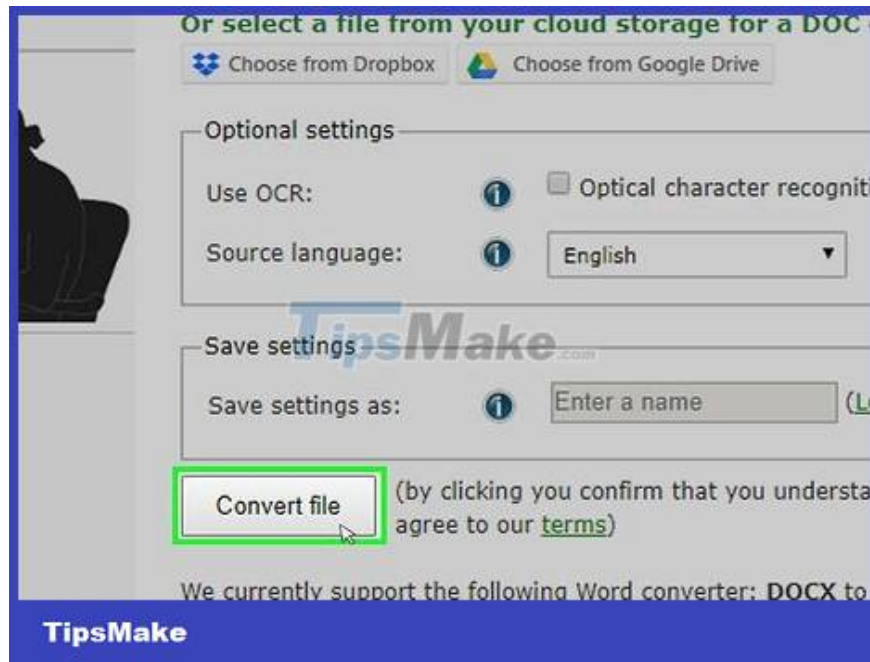 Or select a file from your cloud storage for a DOC
Choose from Dropbox Choose from Google Drive
Optional settings
Use OCR: Optical character recogniti
Source language: English
TipsMake.com
Save settings
Save settings as: Enter a name (L
Convert file (by clicking you confirm that you understa
agree to our terms)
We currently support the following Word converter: DOCX to
TipsMake